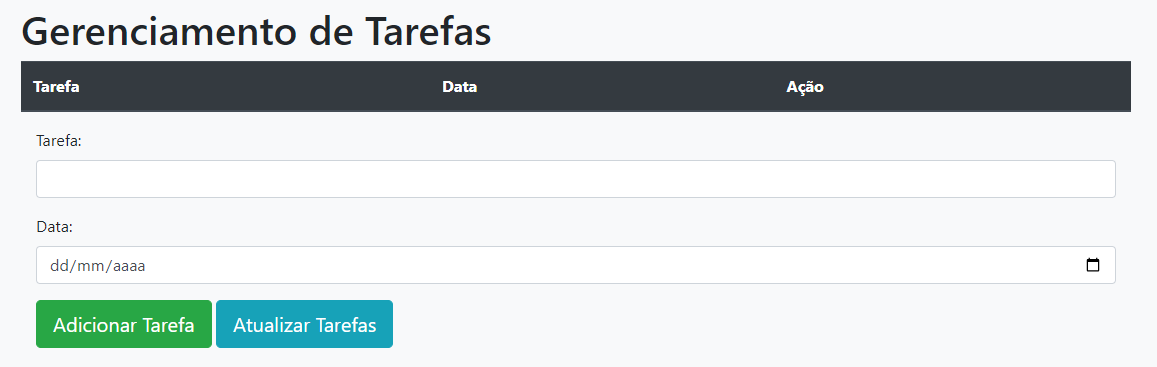 Gerenciamento de Tarefas
Tarefa Data Ação
Tarefa:
Data:
dd/mm/aaaa
Adicionar Tarefa Atualizar Tarefas